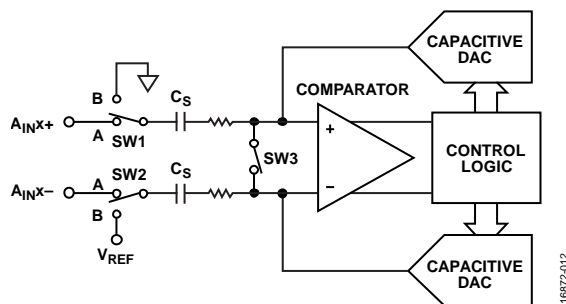 CAPACITIVE
DAC
COMPARATOR
B
CS
AINX+
A
SW1
+
SW3
CONTROL
LOGIC
CS
AINX–
A
SW2
–
B
VREF
CAPACITIVE
DAC
16872-012